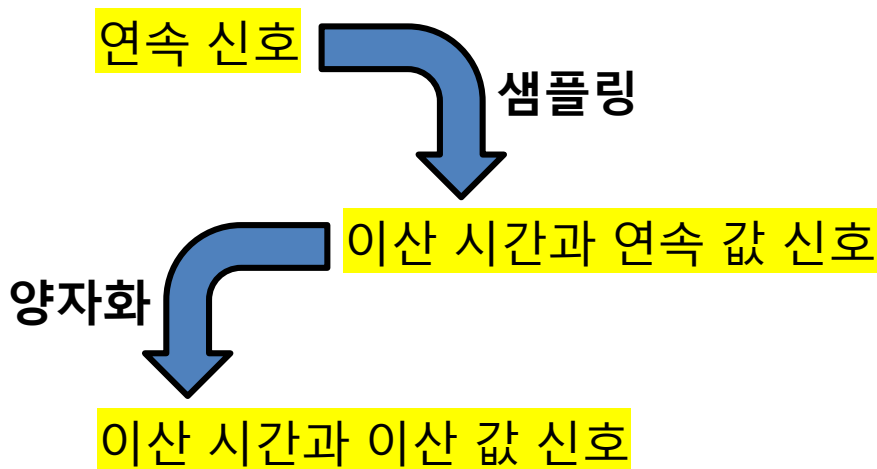 연속 신호
샘플링
이산 시간과 연속 값 신호
양자화
이산 시간과 이산 값 신호